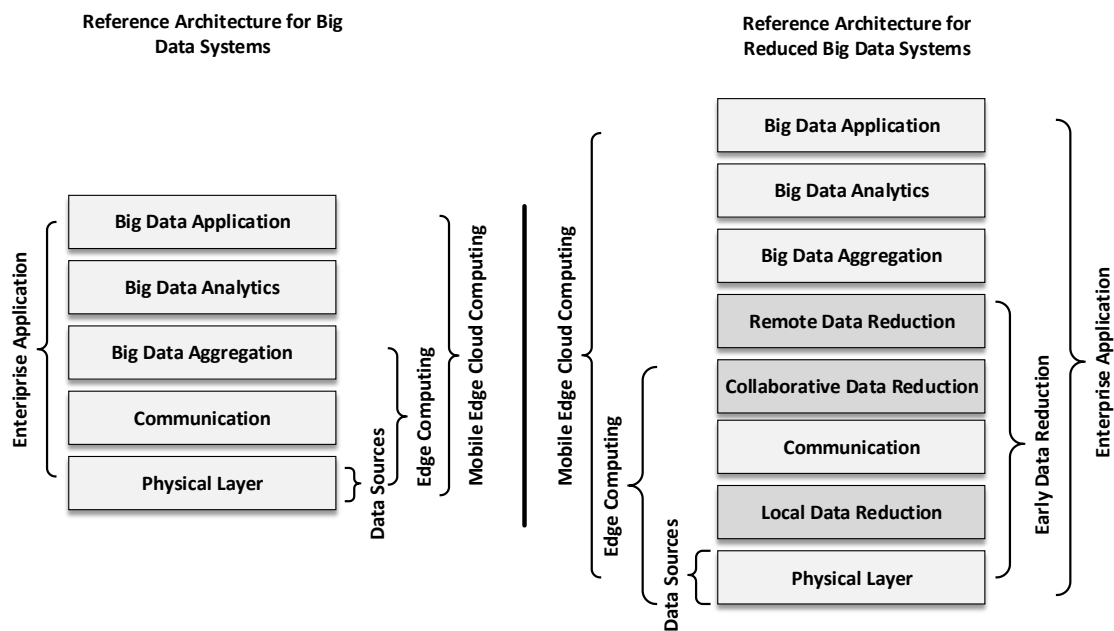 Reference Architecture for Big
Data Systems
Enteriprise Application
Big Data Application
Big Data Analytics
Big Data Aggregation
Communication
Physical Layer
Data Sources
Edge Computing
Mobile Edge Cloud Computing
Reference Architecture for
Reduced Big Data Systems
Mobile Edge Cloud Computing
Edge Computing
Data Sources
Big Data Application
Big Data Analytics
Big Data Aggregation
Remote Data Reduction
Collaborative Data Reduction
Communication
Local Data Reduction
Physical Layer
Early Data Reduction
Enterprise Application